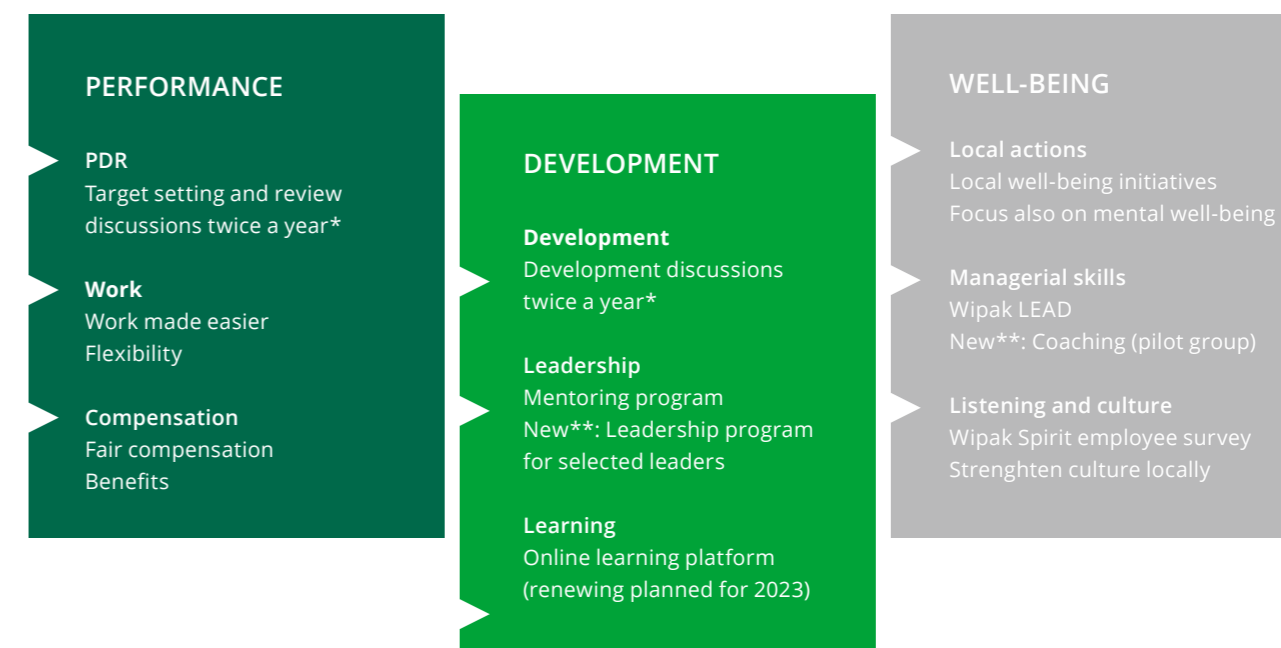 PERFORMANCE
PDR
Target setting and review
discussions twice a year*
Work
Work made easier
Flexibility
Compensation
Fair compensation
Benefits
DEVELOPMENT
Development
Development discussions
twice a year*
Leadership
Mentoring program
New**: Leadership program
for selected leaders
Learning
Online learning platform
(renewing planned for 2023)
WELL-BEING
Local actions
Local well-being initiatives
Focus also on mental well-being
Managerial skills
Wipak LEAD
New**: Coaching (pilot group)
Listening and culture
Wipak Spirit employee survey
Strenghten culture locally